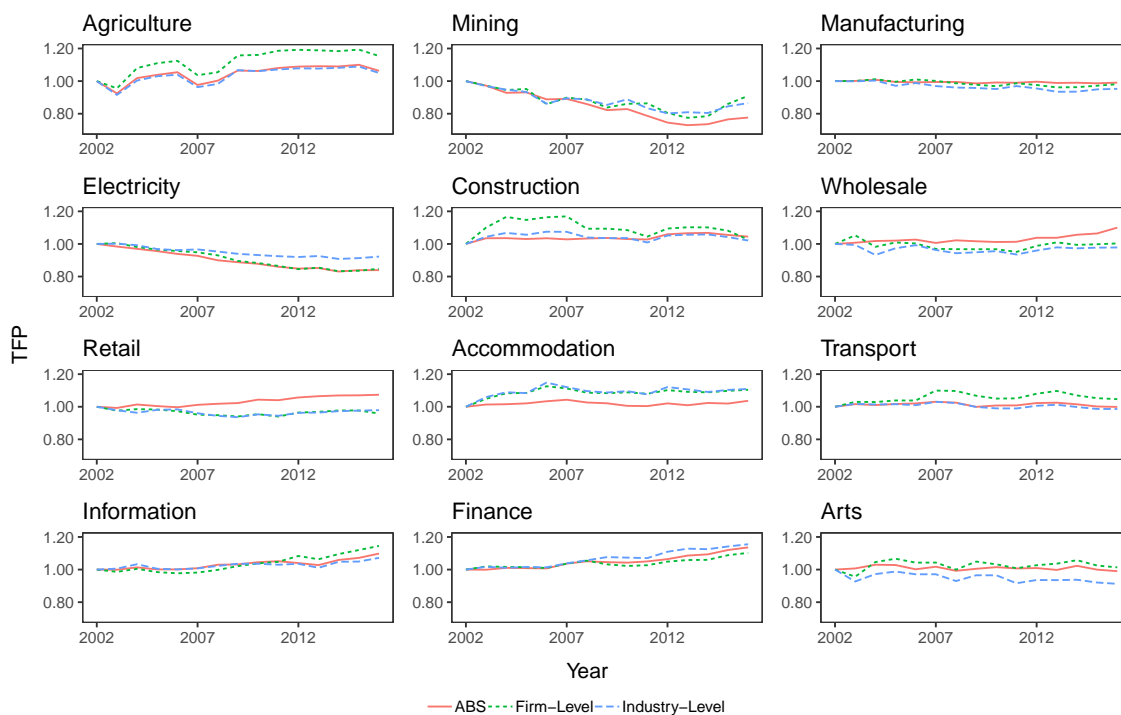 Agriculture Mining Manufacturing
1.20 1.20 1.20
1.00 1.00 1.00
0.80 0.80 0.80
2002 2007 2012 2002 2007 2012 2002 2007 2012
Electricity Construction Wholesale
1.20 1.20 1.20
1.00 1.00 1.00
0.80 0.80 0.80
2002 2007 2012 2002 2007 2012 2002 2007 2012
TFP
Retail Accommodation Transport
1.20 1.20 1.20
1.00 1.00 1.00
0.80 0.80 0.80
2002 2007 2012 2002 2007 2012 2002 2007 2012
Information Finance Arts
1.20 1.20 1.20
1.00 1.00 1.00
0.80 0.80 0.80
2002 2007 2012 2002 2007 2012 2002 2007 2012
Year
ABS Firm−Level Industry−Level